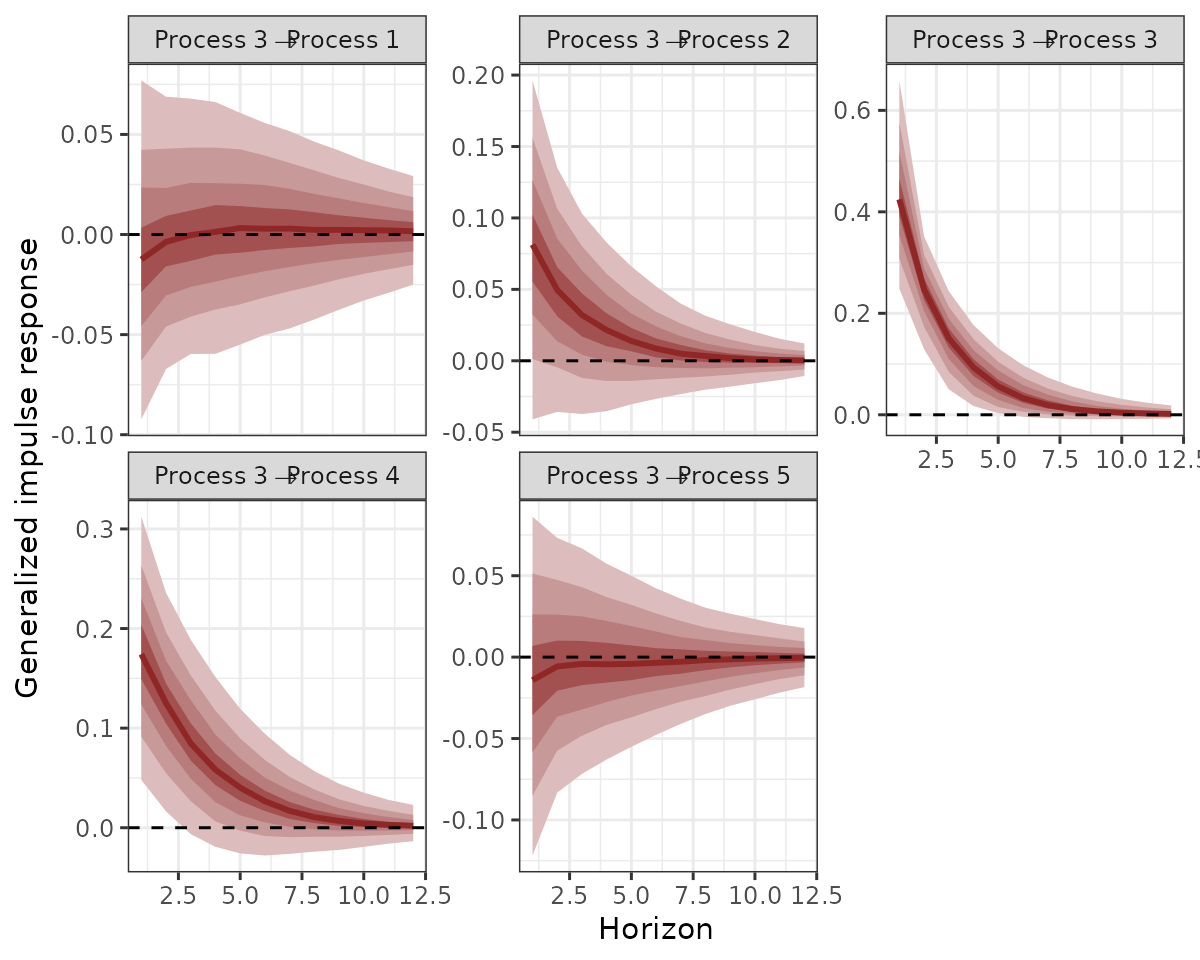 Process 3 → Process 1
Process 3 → Process 2
Process 3 → Process 3
0.05
0.00
-0.05
-0.10
0.20
0.15
0.10
0.05
0.00
-0.05
0.6
0.4
0.2
0.0
2.5 5.0 7.5 10.0 12.5
Process 3 → Process 4
Process 3 → Process 5
0.3
0.2
0.1
0.0
0.05
0.00
-0.05
-0.10
2.5 5.0 7.5 10.0 12.5
2.5 5.0 7.5 10.0 12.5
Generalized impulse response
Horizon